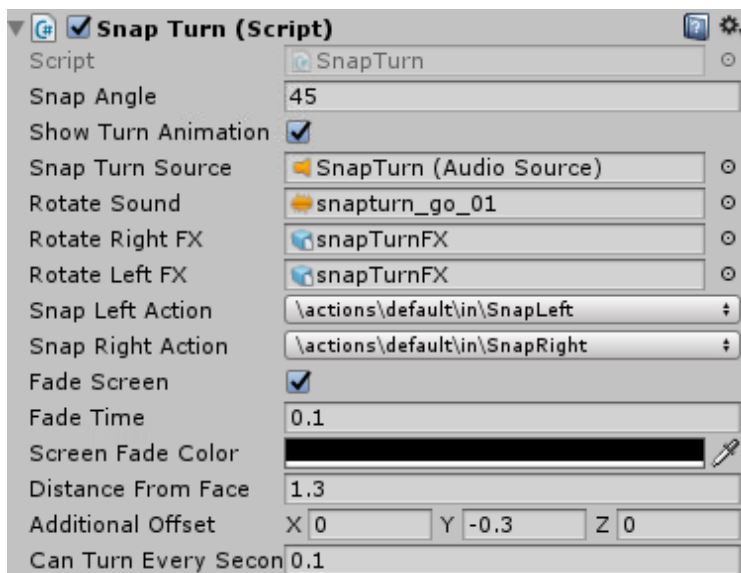 Snap Turn (Script)
Script SnapTurn
Snap Angle 45
Show Turn Animation
Snap Turn Source SnapTurn (Audio Source)
Rotate Sound snapturn_go_01
Rotate Right FX snapTurnFX
Rotate Left FX snapTurnFX
Snap Left Action \actions\default\in\SnapLeft
Snap Right Action \actions\default\in\SnapRight
Fade Screen
Fade Time 0.1
Screen Fade Color
Distance From Face 1.3
Additional Offset X 0 Y -0.3 Z 0
Can Turn Every Secon 0.1